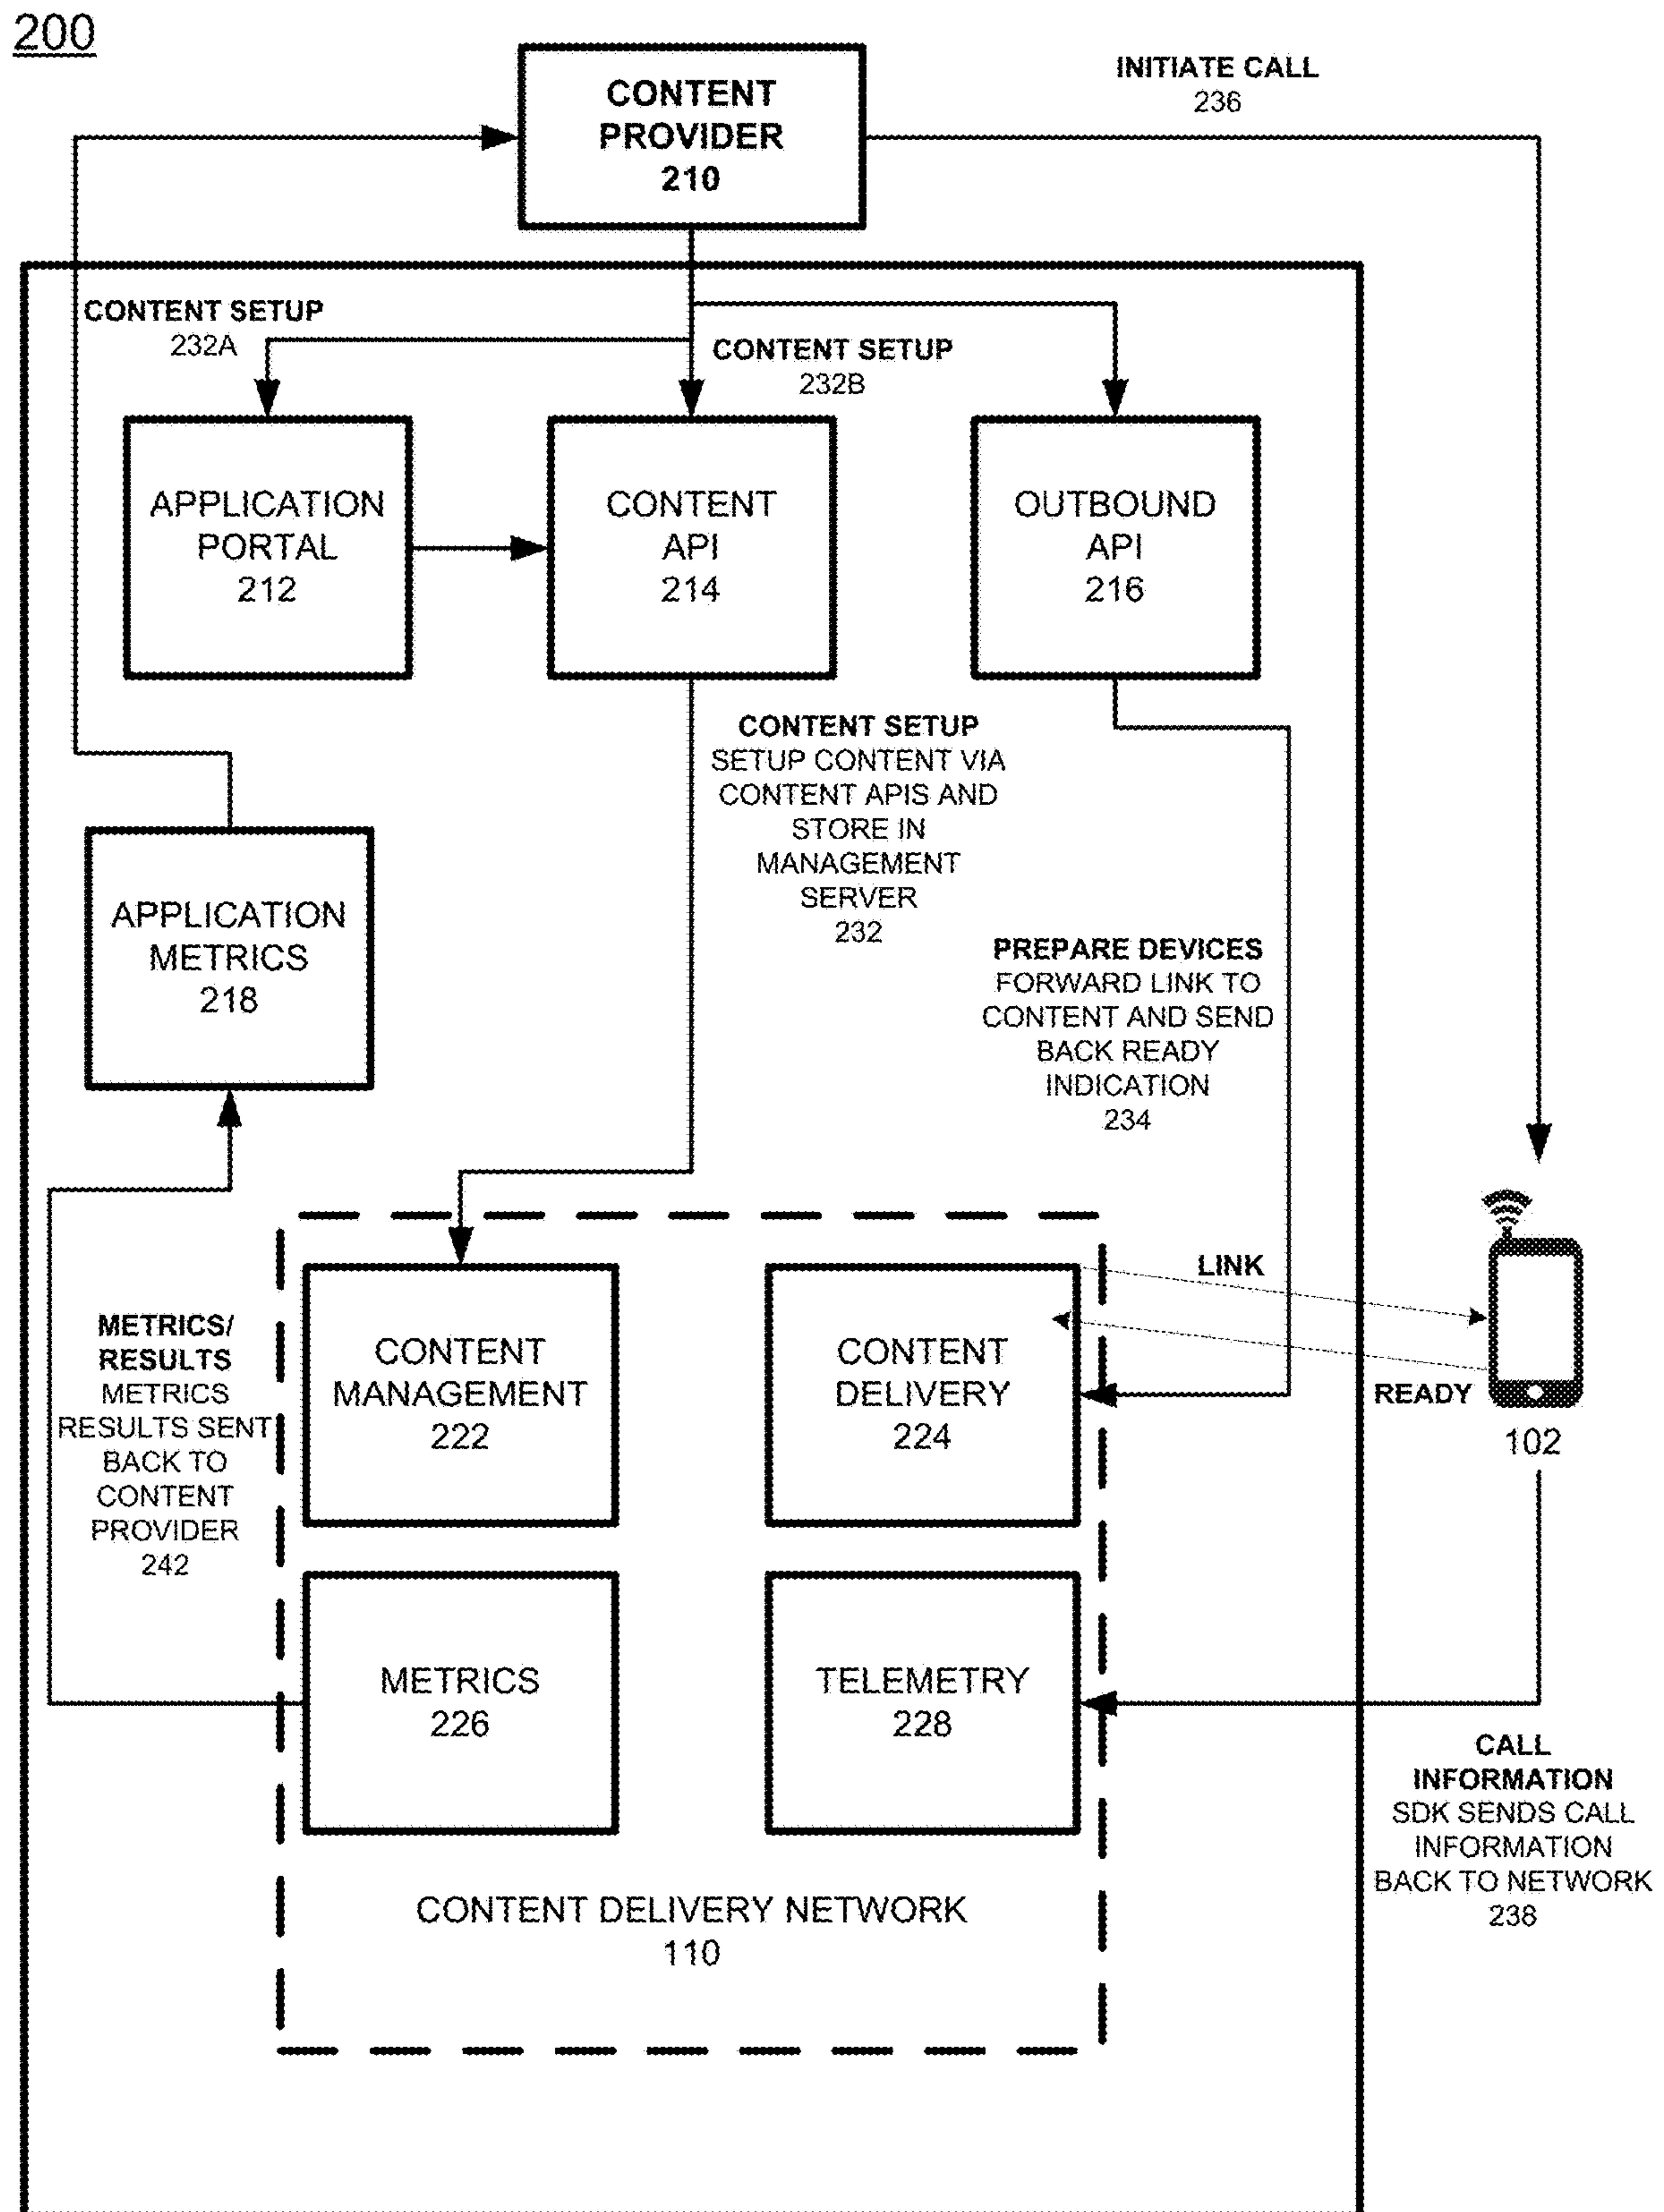 200
CONTENT
PROVIDER
210
INITIATE CALL
236
CONTENT SETUP
232A
CONTENT SETUP
232B
APPLICATION
PORTAL
212
CONTENT
API
214
OUTBOUND
API
216
CONTENT SETUP
SETUP CONTENT VIA
CONTENT APIS AND
STORE IN
MANAGEMENT
SERVER
232
APPLICATION
METRICS
218
PREPARE DEVICES
FORWARD LINK TO
CONTENT AND SEND
BACK READY
INDICATION
234
LINK
READY
102
METRICS/
RESULTS
METRICS
RESULTS SENT
BACK TO
CONTENT
PROVIDER
242
CONTENT
MANAGEMENT
222
CONTENT
DELIVERY
224
METRICS
226
TELEMETRY
228
CALL
INFORMATION
SDK SENDS CALL
INFORMATION
BACK TO NETWORK
238
CONTENT DELIVERY NETWORK
110